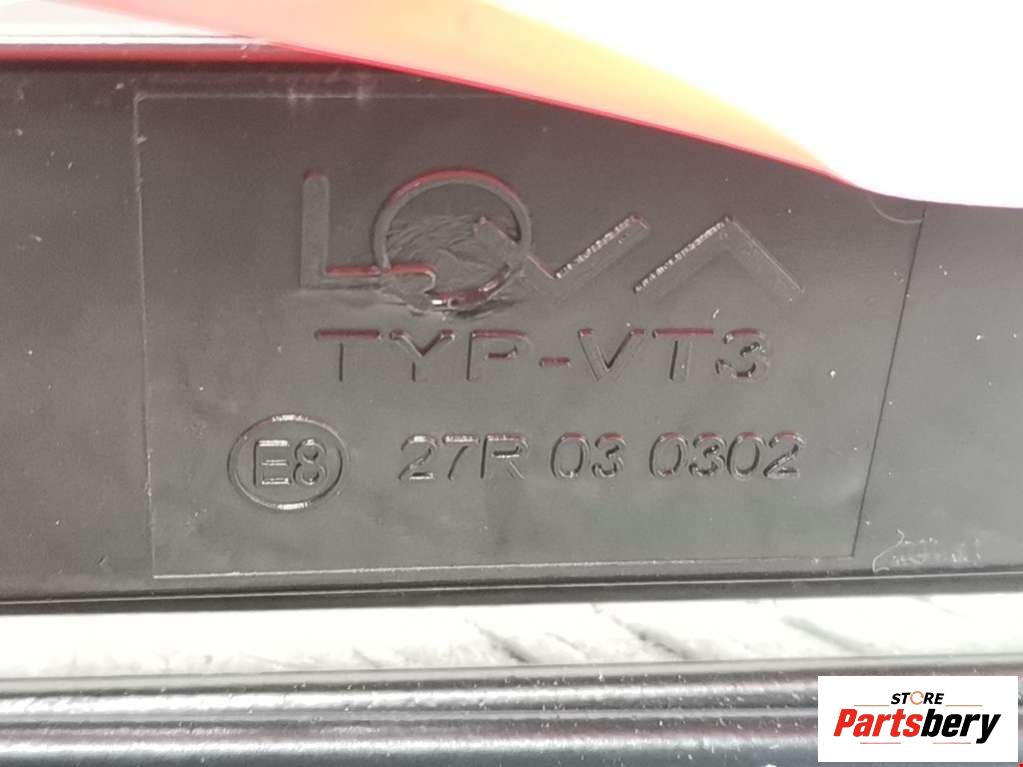 LOVA
TYP-VT3
E8 27R 03 0302
STORE
Partsbery